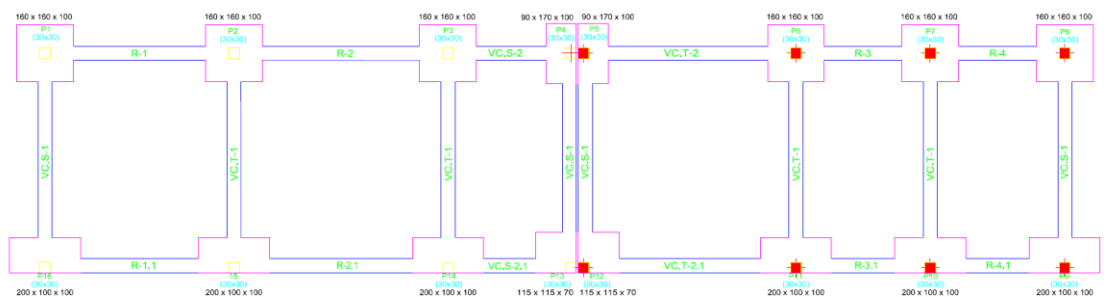 160 x 160 x 100 160 x 160 x 100 160 x 160 x 100 90 x 170 x 100 90 x 170 x 100 160 x 160 x 100 160 x 160 x 100 160 x 160 x 100
P1 P2 P3 P4 P5 P6 P7 P8
(30x30) (30x30) (30x30) (30x30) (30x30) (30x30) (30x30) (30x30)
R-1 R-2 VC.S-2 VC.T-2 R-3 R-4
VC.S-1 VC.T-1 VC.T-1 VC.S-1 VC.S-1 VC.T-1 VC.T-1 VC.S-1
R-1.1 R-2.1 VC.S-2.1 VC.T-2.1 R-3.1 R-4.1
P16 15 P14 P13 P12 P11 P10 P9
(30x30) (30x30) (30x30) (30x30) (30x30) (30x30) (30x30) (30x30)
200 x 100 x 100 200 x 100 x 100 200 x 100 x 100 115 x 115 x 70 115 x 115 x 70 200 x 100 x 100 200 x 100 x 100 200 x 100 x 100